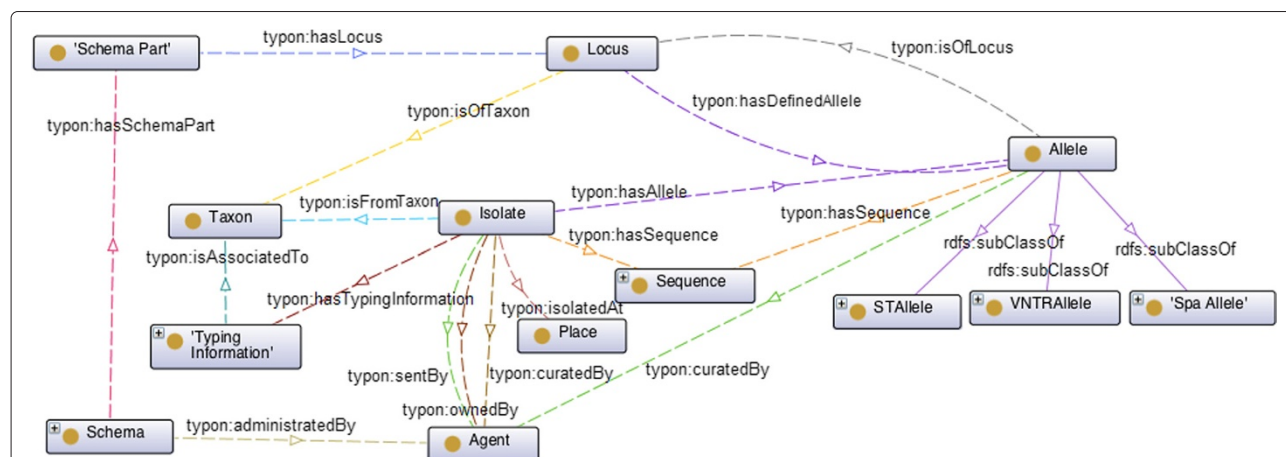 typon:hasLocus
'Schema Part'
Locus
typon:isOfLocus
typon:hasDefinedAllele
typon:isOfTaxon
typon:hasSchemaPart
Allele
typon:hasAllele
typon:isFromTaxon
Taxon
Isolate
typon:hasSequence
typon:hasSequence
typon:isAssociatedTo
rdfs:subClassOf
rdfs:subClassOf
rdfs:subClassOf
typon:hasTypingInformation
Sequence
typon:isolatedAt
STAllele
VNTRAllele
'Spa Allele'
'Typing
Information'
Place
typon:sentBy
typon:curatedBy
typon:curatedBy
typon:ownedBy
Schema
typon:administratedBy
Agent